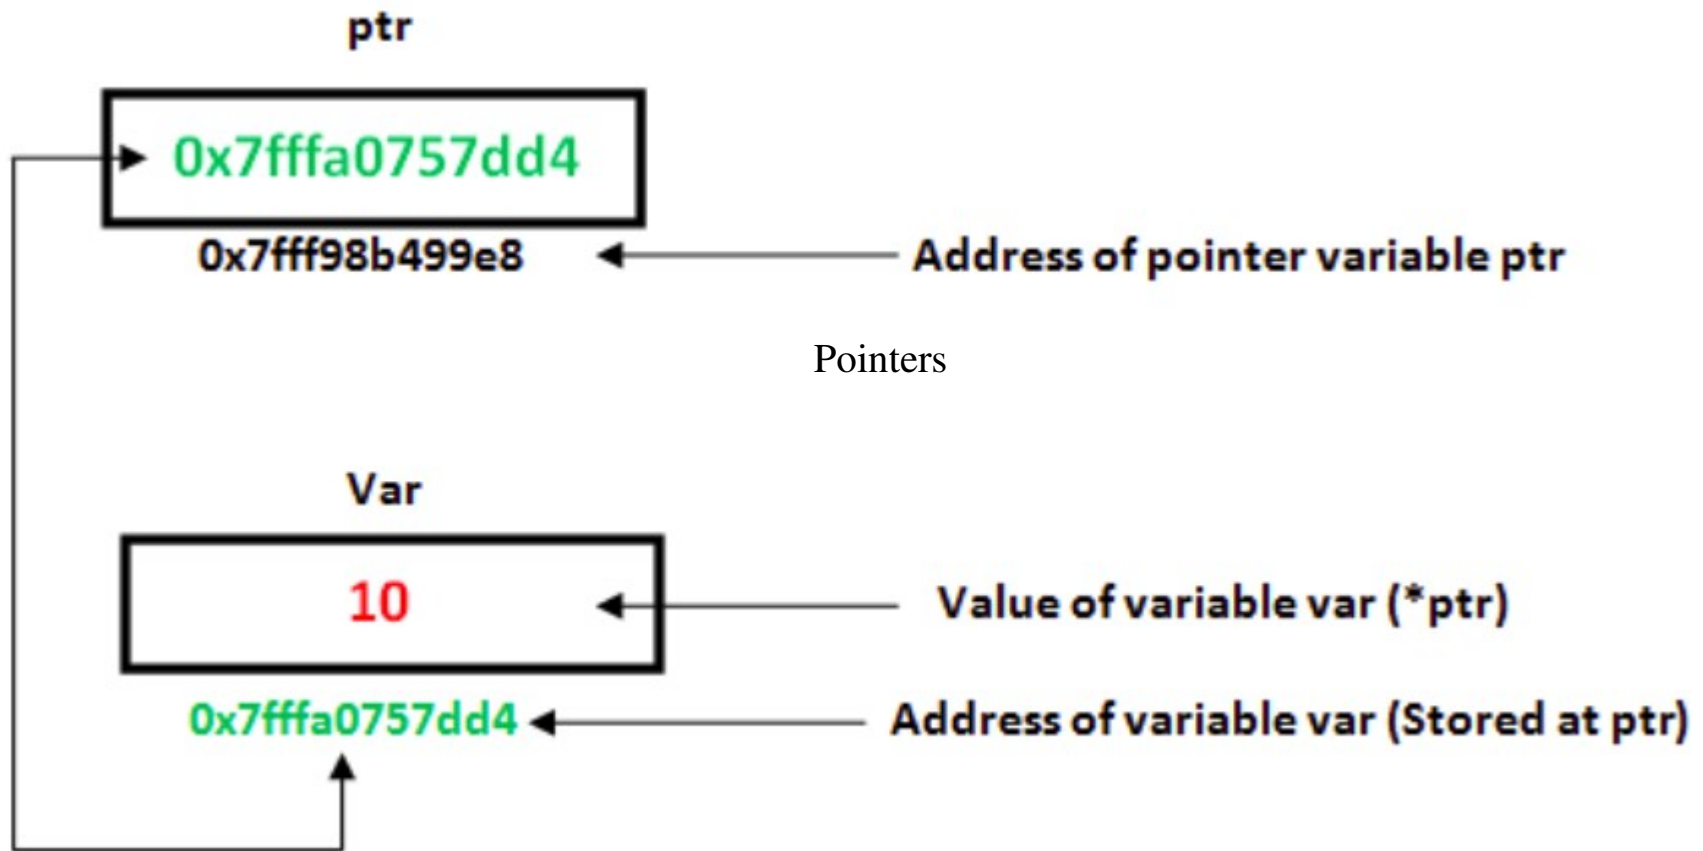 ptr
0x7fffa0757dd4
0x7fff98b499e8 Address of pointer variable ptr
Pointers
Var
10 Value of variable var (*ptr)
0x7fffa0757dd4 Address of variable var (Stored at ptr)